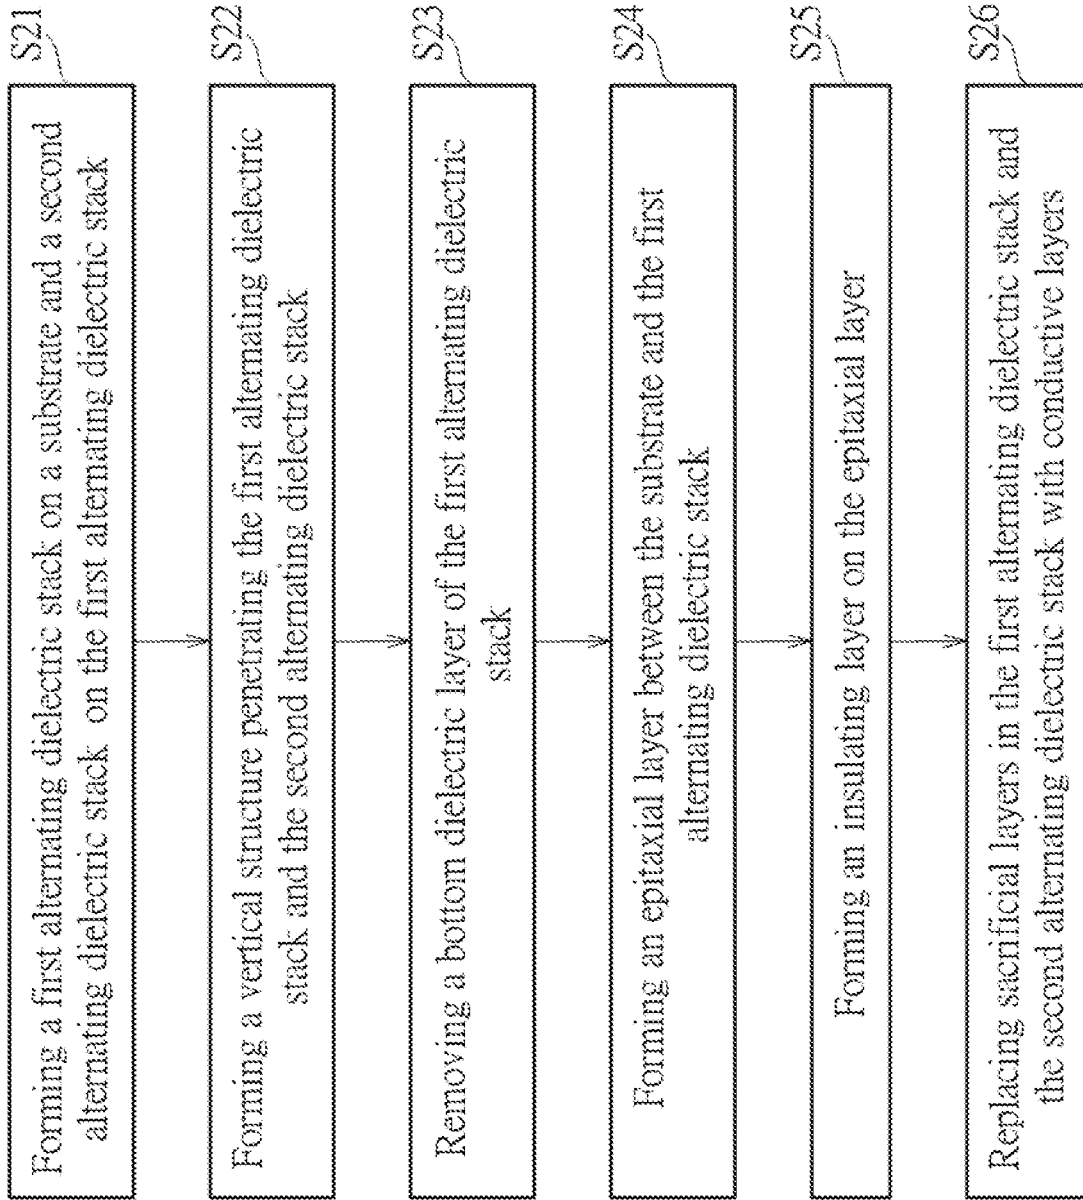 S21
Forming a first alternating dielectric stack on a substrate and a second
alternating dielectric stack on the first alternating dielectric stack
S22
Forming a vertical structure penetrating the first alternating dielectric
stack and the second alternating dielectric stack
S23
Removing a bottom dielectric layer of the first alternating dielectric
stack
S24
Forming an epitaxial layer between the substrate and the first
alternating dielectric stack
S25
Forming an insulating layer on the epitaxial layer
S26
Replacing sacrificial layers in the first alternating dielectric stack and
the second alternating dielectric stack with conductive layers